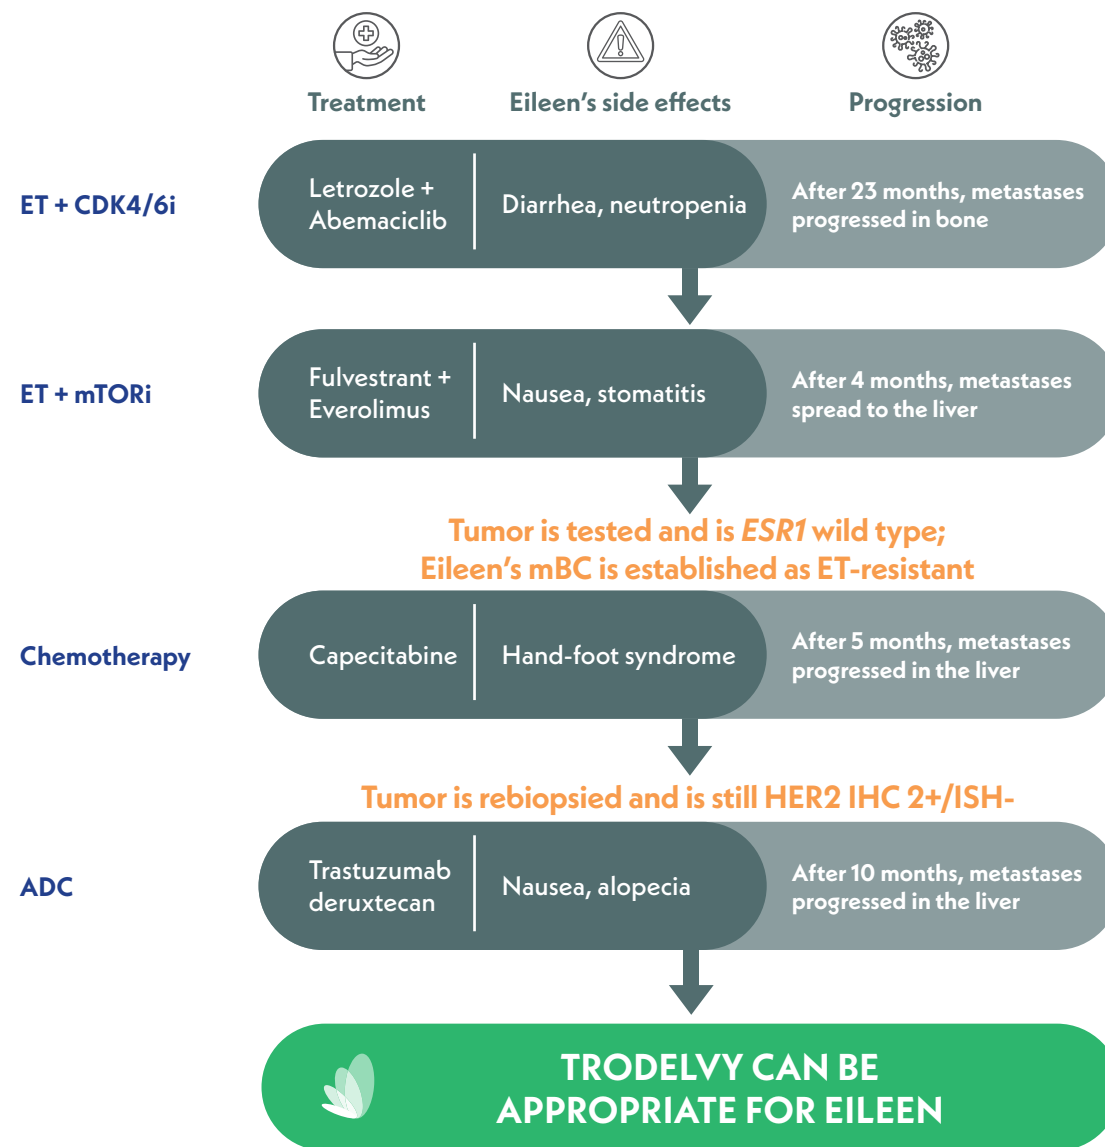 Treatment
Eileen's side effects
Progression
ET + CDK4/6i
Letrozole +
Abemaciclib
Diarrhea, neutropenia
After 23 months, metastases
progressed in bone
ET + mTORi
Fulvestrant +
Everolimus
Nausea, stomatitis
After 4 months, metastases
spread to the liver
Tumor is tested and is ESR1 wild type;
Eileen's mBC is established as ET-resistant
Chemotherapy
Capecitabine
Hand-foot syndrome
After 5 months, metastases
progressed in the liver
Tumor is rebiopsied and is still HER2 IHC 2+/ISH-
ADC
Trastuzumab
deruxtecan
Nausea, alopecia
After 10 months, metastases
progressed in the liver
TRODELVY CAN BE
APPROPRIATE FOR EILEEN